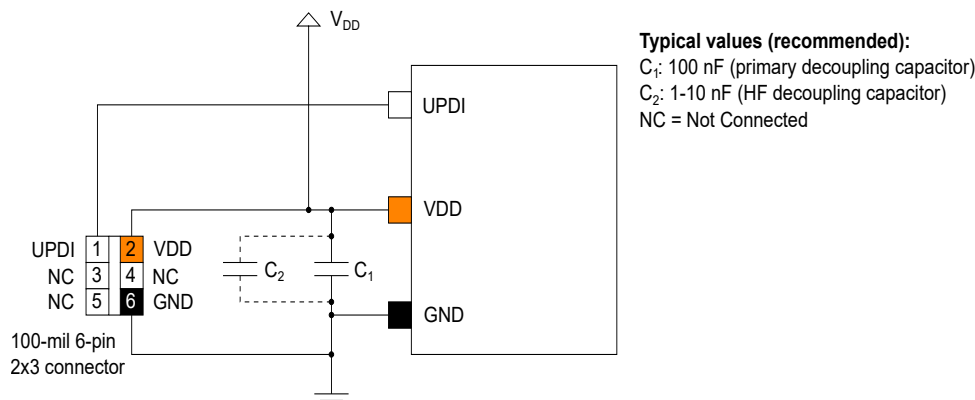 VDD
Typical values (recommended):
C1: 100 nF (primary decoupling capacitor)
C2: 1-10 nF (HF decoupling capacitor)
NC = Not Connected
UPDI
VDD
UPDI 1 2 VDD
NC 3 4 NC
NC 5 6 GND
C2 C1
GND
100-mil 6-pin
2x3 connector